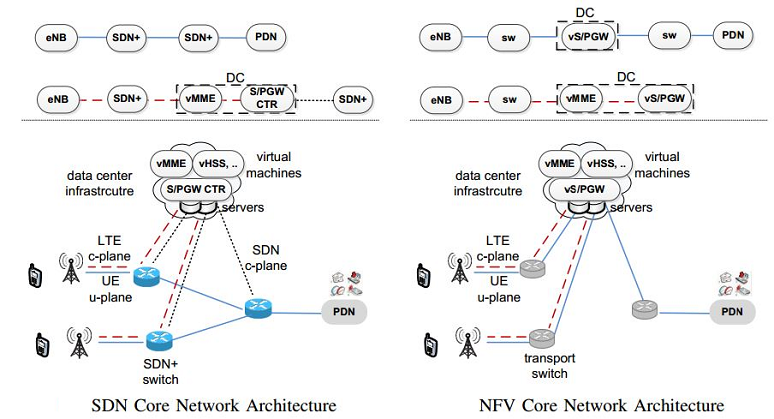 DC
eNB
SDN+
SDN+
PDN
DC
eNB
SDN+
vMME
S/PGW
CTR
SDN+
vMME
vHSS, ..
virtual
machines
data center
infrastrcutre
S/PGW CTR
servers
LTE
c-plane
SDN
c-plane
UE
u-plane
PDN
SDN+
switch
SDN Core Network Architecture
DC
eNB
sw
vS/PGW
sw
PDN
DC
eNB
sw
vMME
vS/PGW
vMME
vHSS, ..
virtual
machines
data center
infrastrcutre
vS/PGW
servers
LTE
c-plane
UE
u-plane
PDN
transport
switch
NFV Core Network Architecture